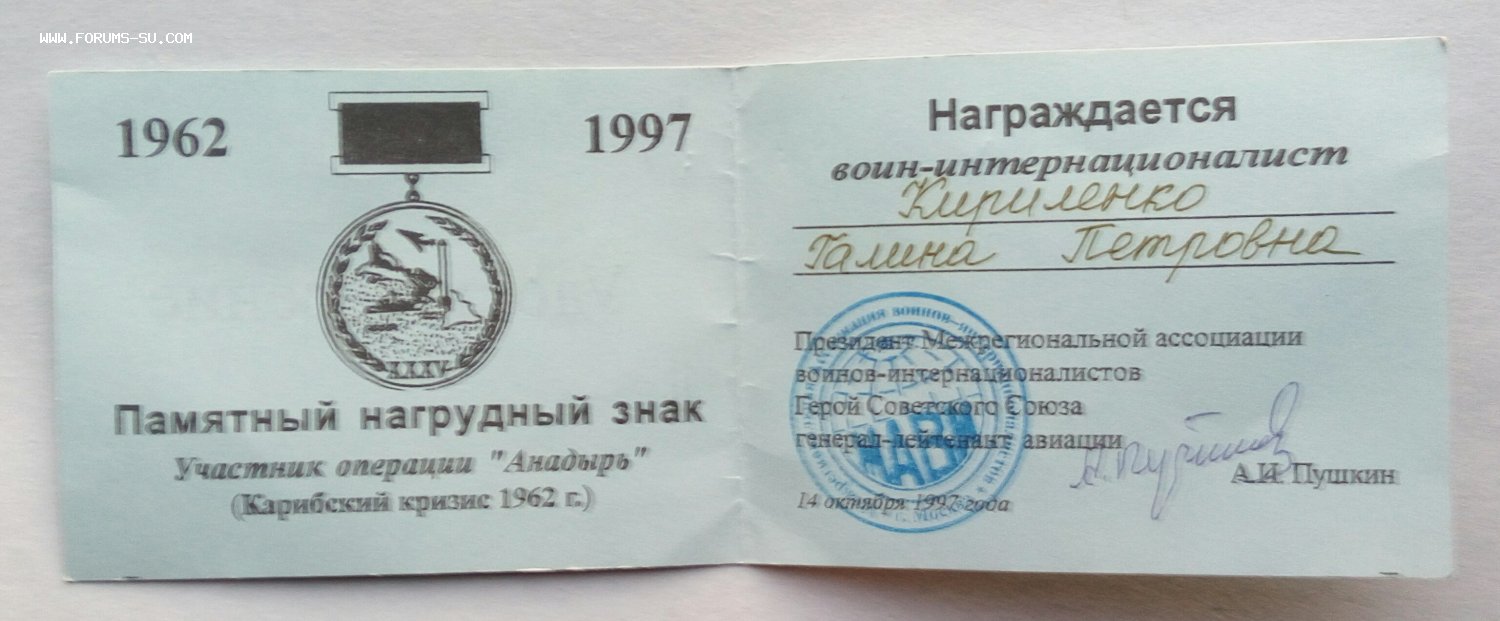 WWW.FORUMS-SU.COM
1962
1997
XXXV
Памятный нагрудный знак
Участник операции "Анадырь"
(Карибский кризис 1962 г.)
Награждается
воин-интернационалист
Кириленко
Галина Петровна
Президент Межрегиональной ассоциации
воинов-интернационалистов
Герой Советского Союза
генерал-лейтенант авиации
А.И. Пушкин
14 октября 1997 года